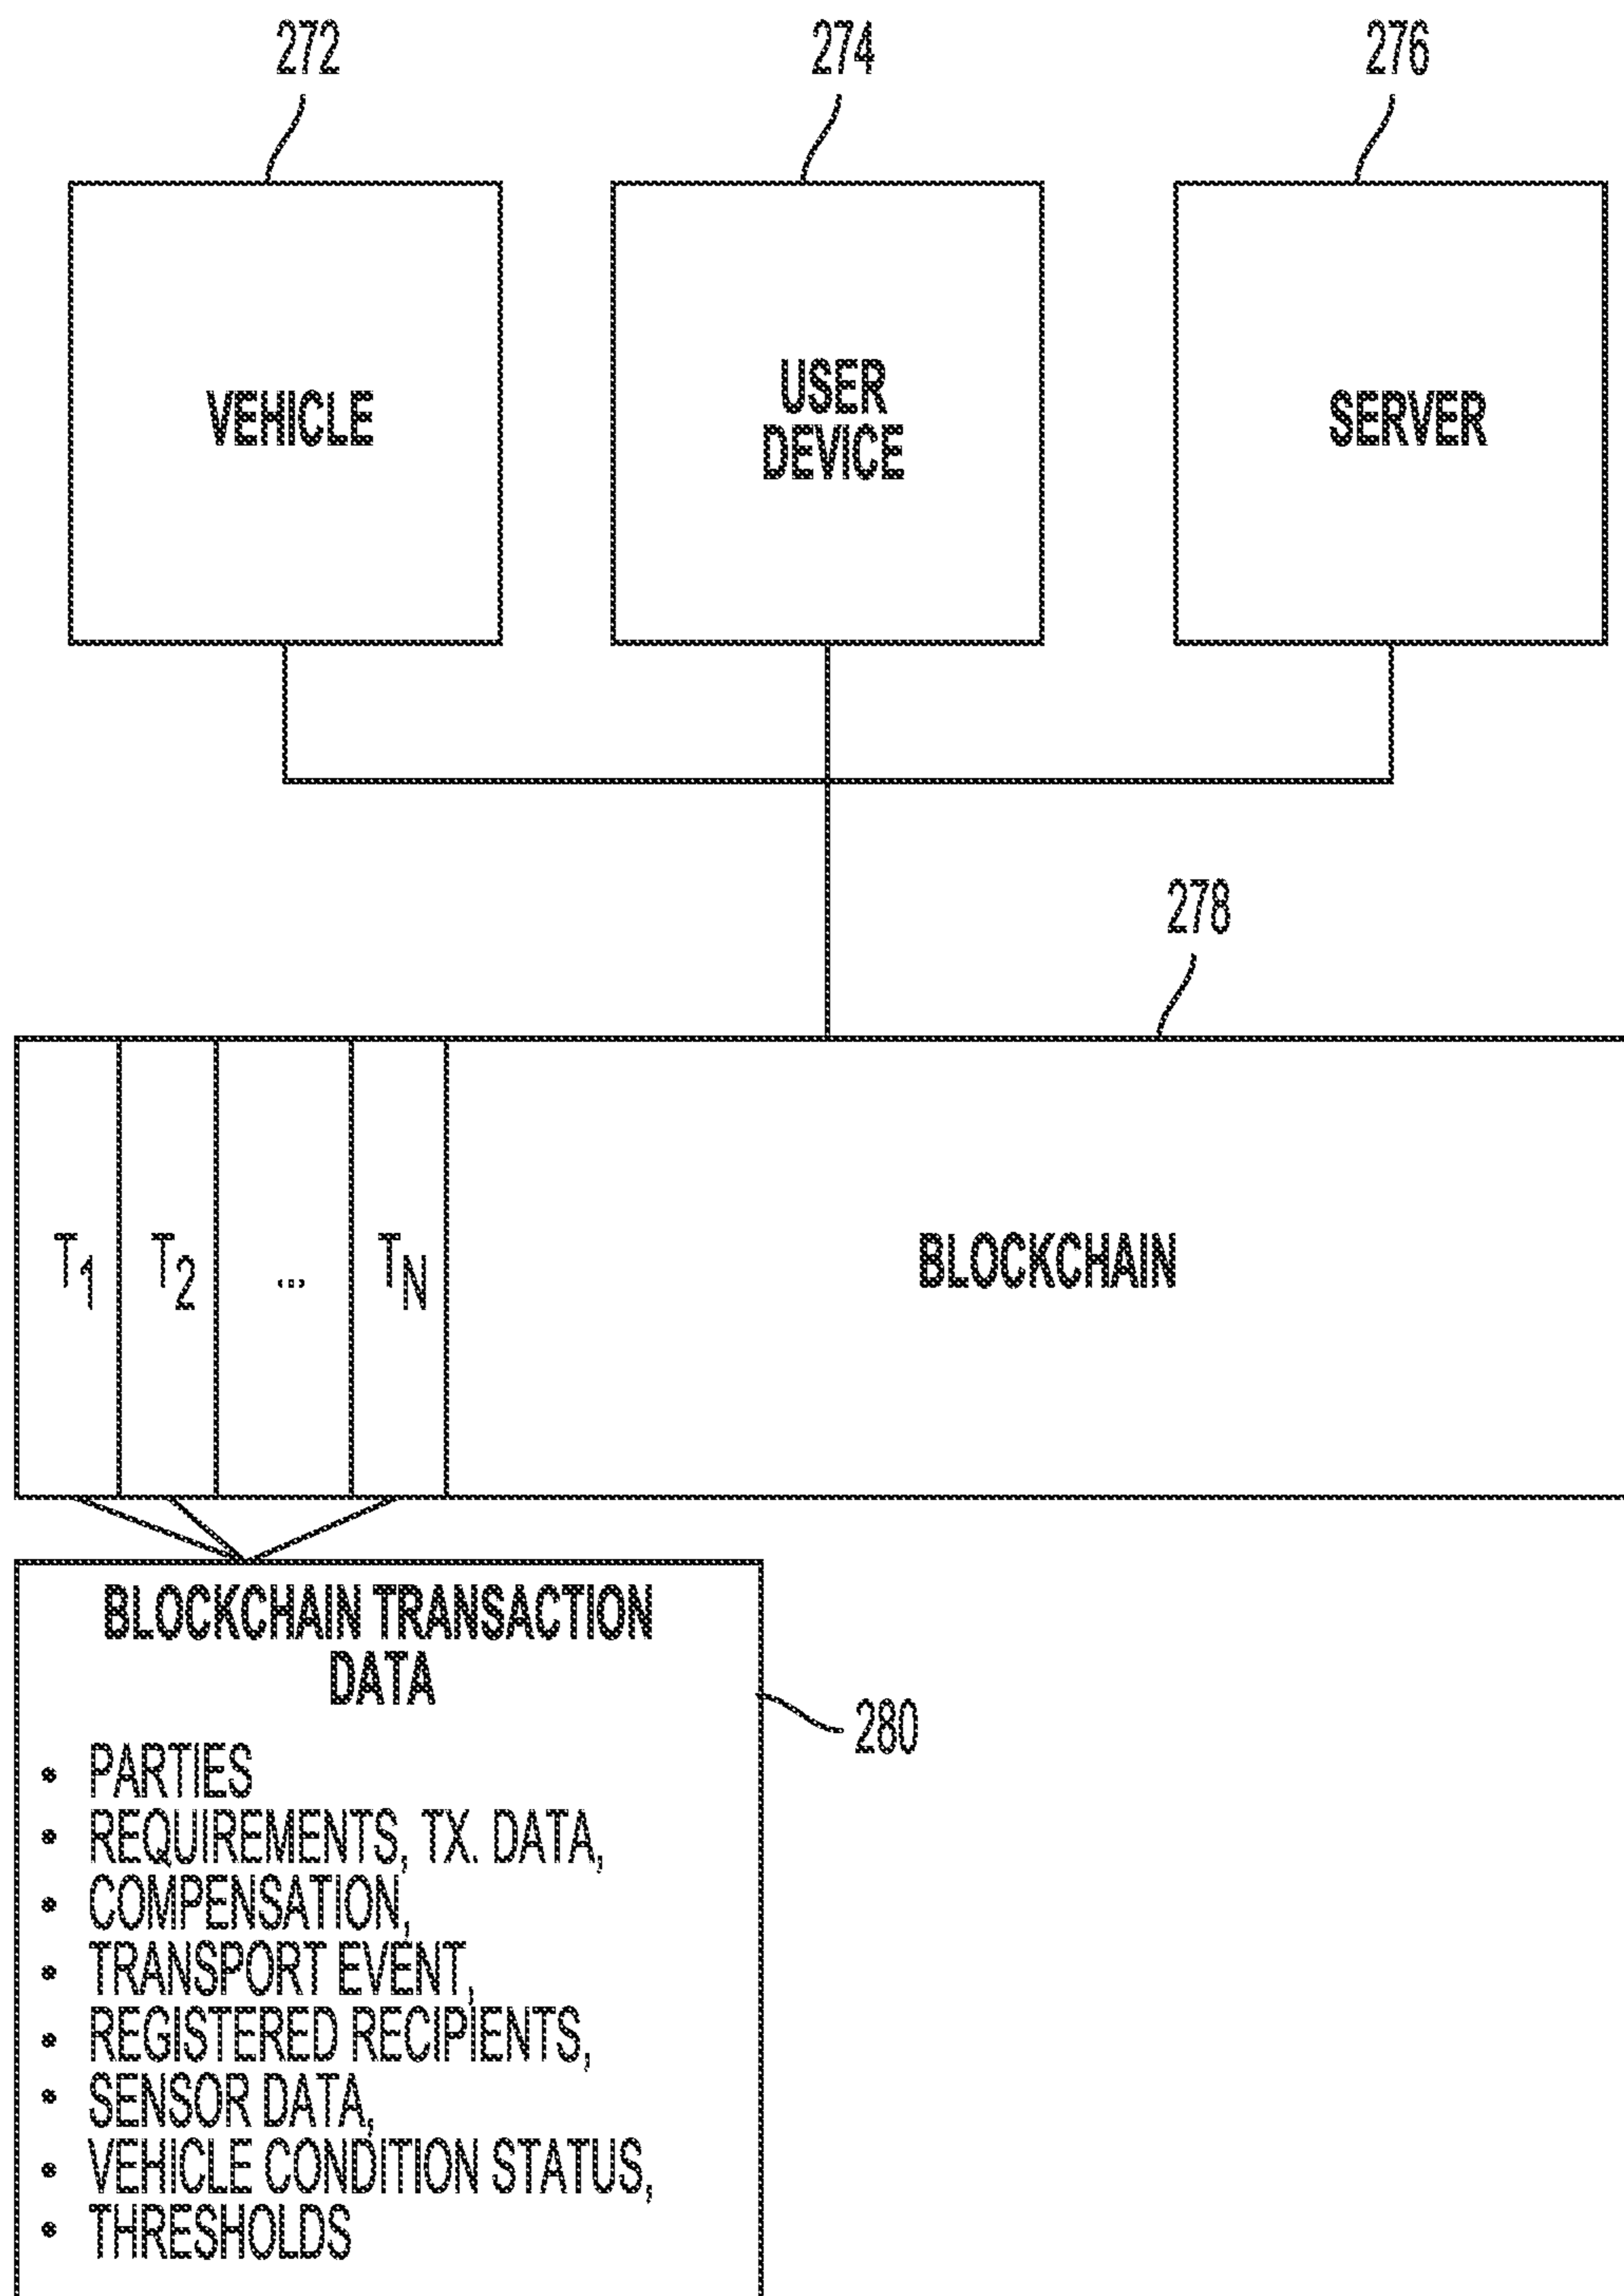 272
274
276
VEHICLE
USER
DEVICE
SERVER
278
T1
T2
...
TN
BLOCKCHAIN
BLOCKCHAIN TRANSACTION
DATA
280
• PARTIES
• REQUIREMENTS, TX. DATA,
• COMPENSATION,
• TRANSPORT EVENT,
• REGISTERED RECIPIENTS,
• SENSOR DATA,
• VEHICLE CONDITION STATUS,
• THRESHOLDS